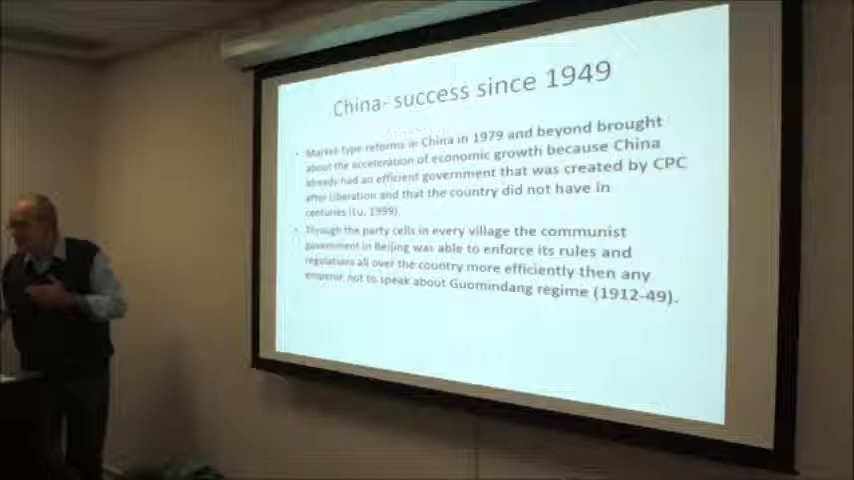 China- success since 1949
• Market-type reforms in China in 1979 and beyond brought
about the acceleration of economic growth because China
already had an efficient government that was created by CPC
after Liberation and that the country did not have in
centuries (Lu, 1999).
• Through the party cells in every village the communist
government in Beijing was able to enforce its rules and
regulations all over the country more efficiently then any
emperor not to speak about Guomindang regime (1912-49).